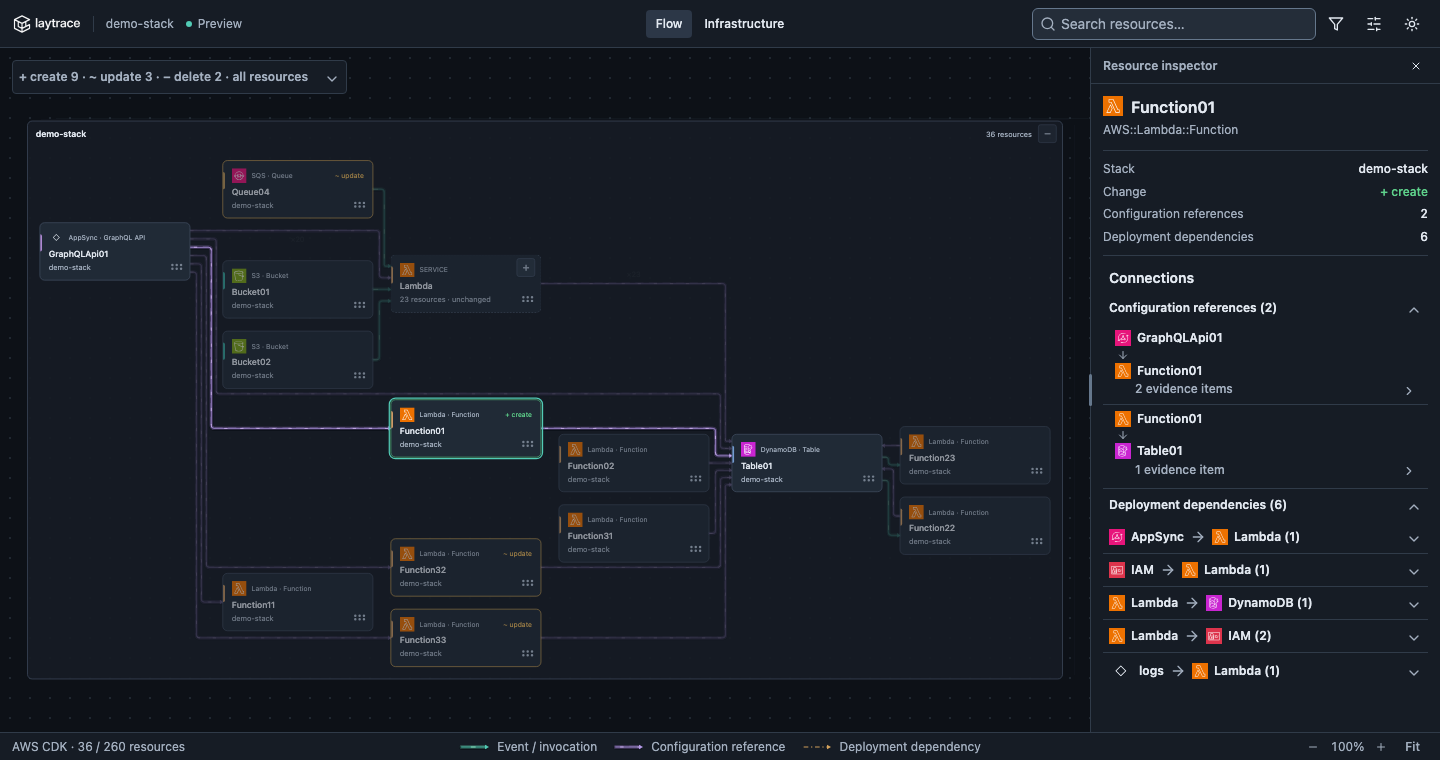 laytrace
demo-stack
Preview
Flow
Infrastructure
Search resources...
+ create 9 · ~ update 3 · − delete 2 · all resources
demo-stack
36 resources
SQS · Queue
~ update
Queue04
demo-stack
AppSync · GraphQL API
GraphQLApi01
demo-stack
S3 · Bucket
Bucket01
demo-stack
SERVICE
Lambda
23 resources · unchanged
S3 · Bucket
Bucket02
demo-stack
Lambda · Function
+ create
Function01
demo-stack
Lambda · Function
Function02
demo-stack
DynamoDB · Table
Table01
demo-stack
Lambda · Function
Function23
demo-stack
Lambda · Function
Function31
demo-stack
Lambda · Function
Function22
demo-stack
Lambda · Function
~ update
Function32
demo-stack
Lambda · Function
Function11
demo-stack
Lambda · Function
~ update
Function33
demo-stack
Resource inspector
Function01
AWS::Lambda::Function
Stack demo-stack
Change + create
Configuration references 2
Deployment dependencies 6
Connections
Configuration references (2)
GraphQLApi01
Function01
2 evidence items
Function01
Table01
1 evidence item
Deployment dependencies (6)
AppSync → Lambda (1)
IAM → Lambda (1)
Lambda → DynamoDB (1)
Lambda → IAM (2)
logs → Lambda (1)
AWS CDK · 36 / 260 resources
Event / invocation
Configuration reference
Deployment dependency
− 100% +
Fit